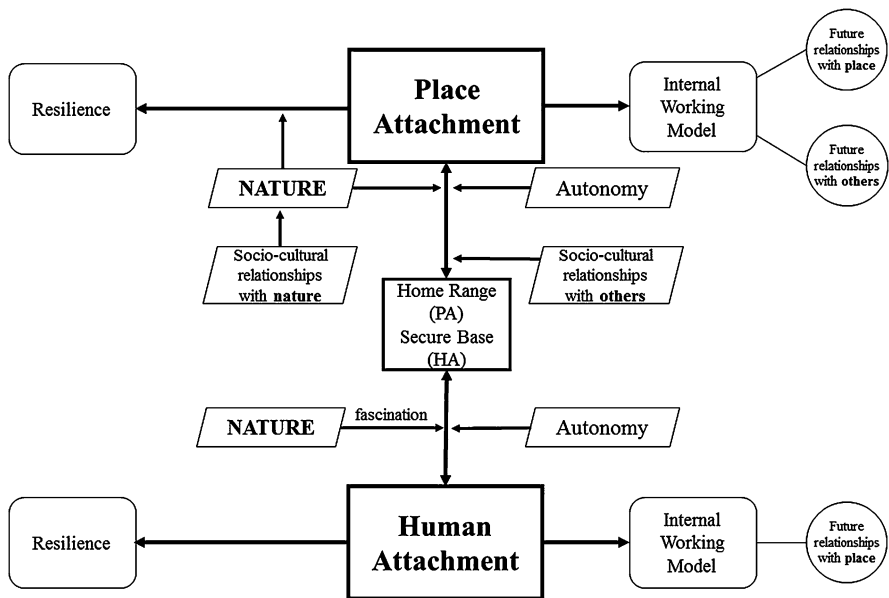 Resilience
Place
Attachment
Internal
Working
Model
Future
relationships
with place
Future
relationships
with others
NATURE
Autonomy
Socio-cultural
relationships
with nature
Socio-cultural
relationships
with others
Home Range
(PA)
Secure Base
(HA)
NATURE
fascination
Autonomy
Resilience
Human
Attachment
Internal
Working
Model
Future
relationships
with place